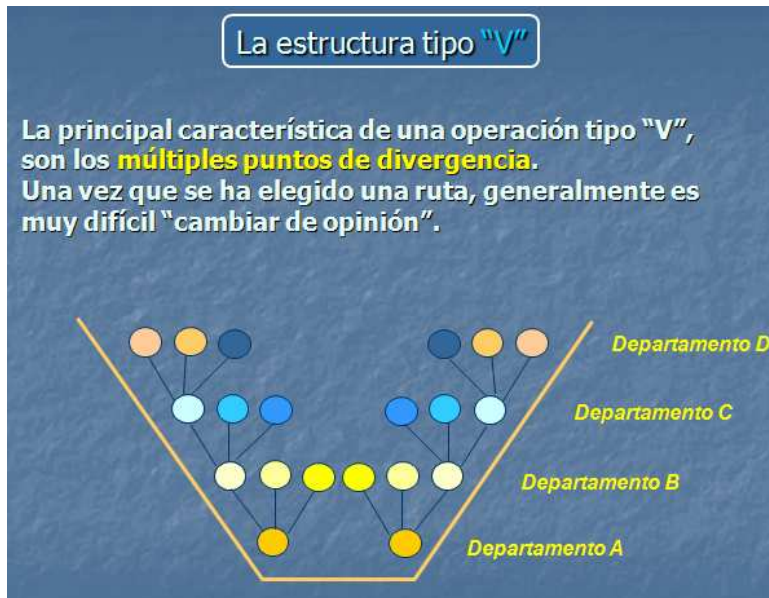 La estructura tipo “V”
La principal característica de una operación tipo “V”,
son los múltiples puntos de divergencia.
Una vez que se ha elegido una ruta, generalmente es
muy difícil “cambiar de opinión”.
Departamento D
Departamento C
Departamento B
Departamento A